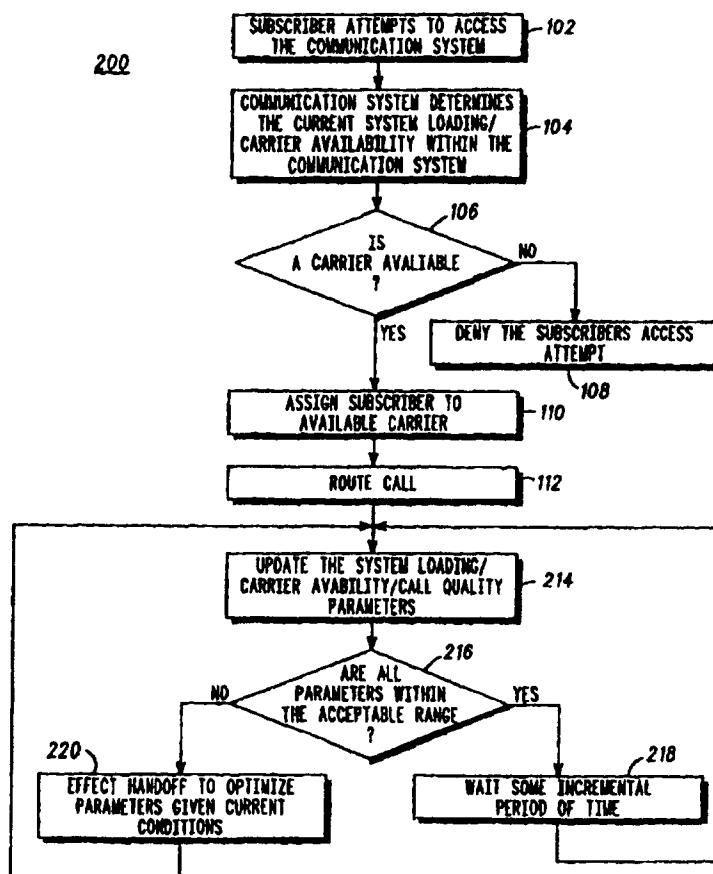 200
SUBSCRIBER ATTEMPTS TO ACCESS
THE COMMUNICATION SYSTEM
102
COMMUNICATION SYSTEM DETERMINES
THE CURRENT SYSTEM LOADING/
CARRIER AVAILABILITY WITHIN THE
COMMUNICATION SYSTEM
104
106
IS
A CARRIER AVALIABLE
?
NO
YES
DENY THE SUBSCRIBERS ACCESS
ATTEMPT
108
ASSIGN SUBSCRIBER TO
AVAILABLE CARRIER
110
ROUTE CALL
112
UPDATE THE SYSTEM LOADING/
CARRIER AVABILITY/CALL QUALITY
PARAMETERS
214
216
ARE ALL
PARAMETERS WITHIN
THE ACCEPTABLE RANGE
?
NO
YES
220
EFFECT HANDOFF TO OPTIMIZE
PARAMETERS GIVEN CURRENT
CONDITIONS
218
WAIT SOME INCREMENTAL
PERIOD OF TIME